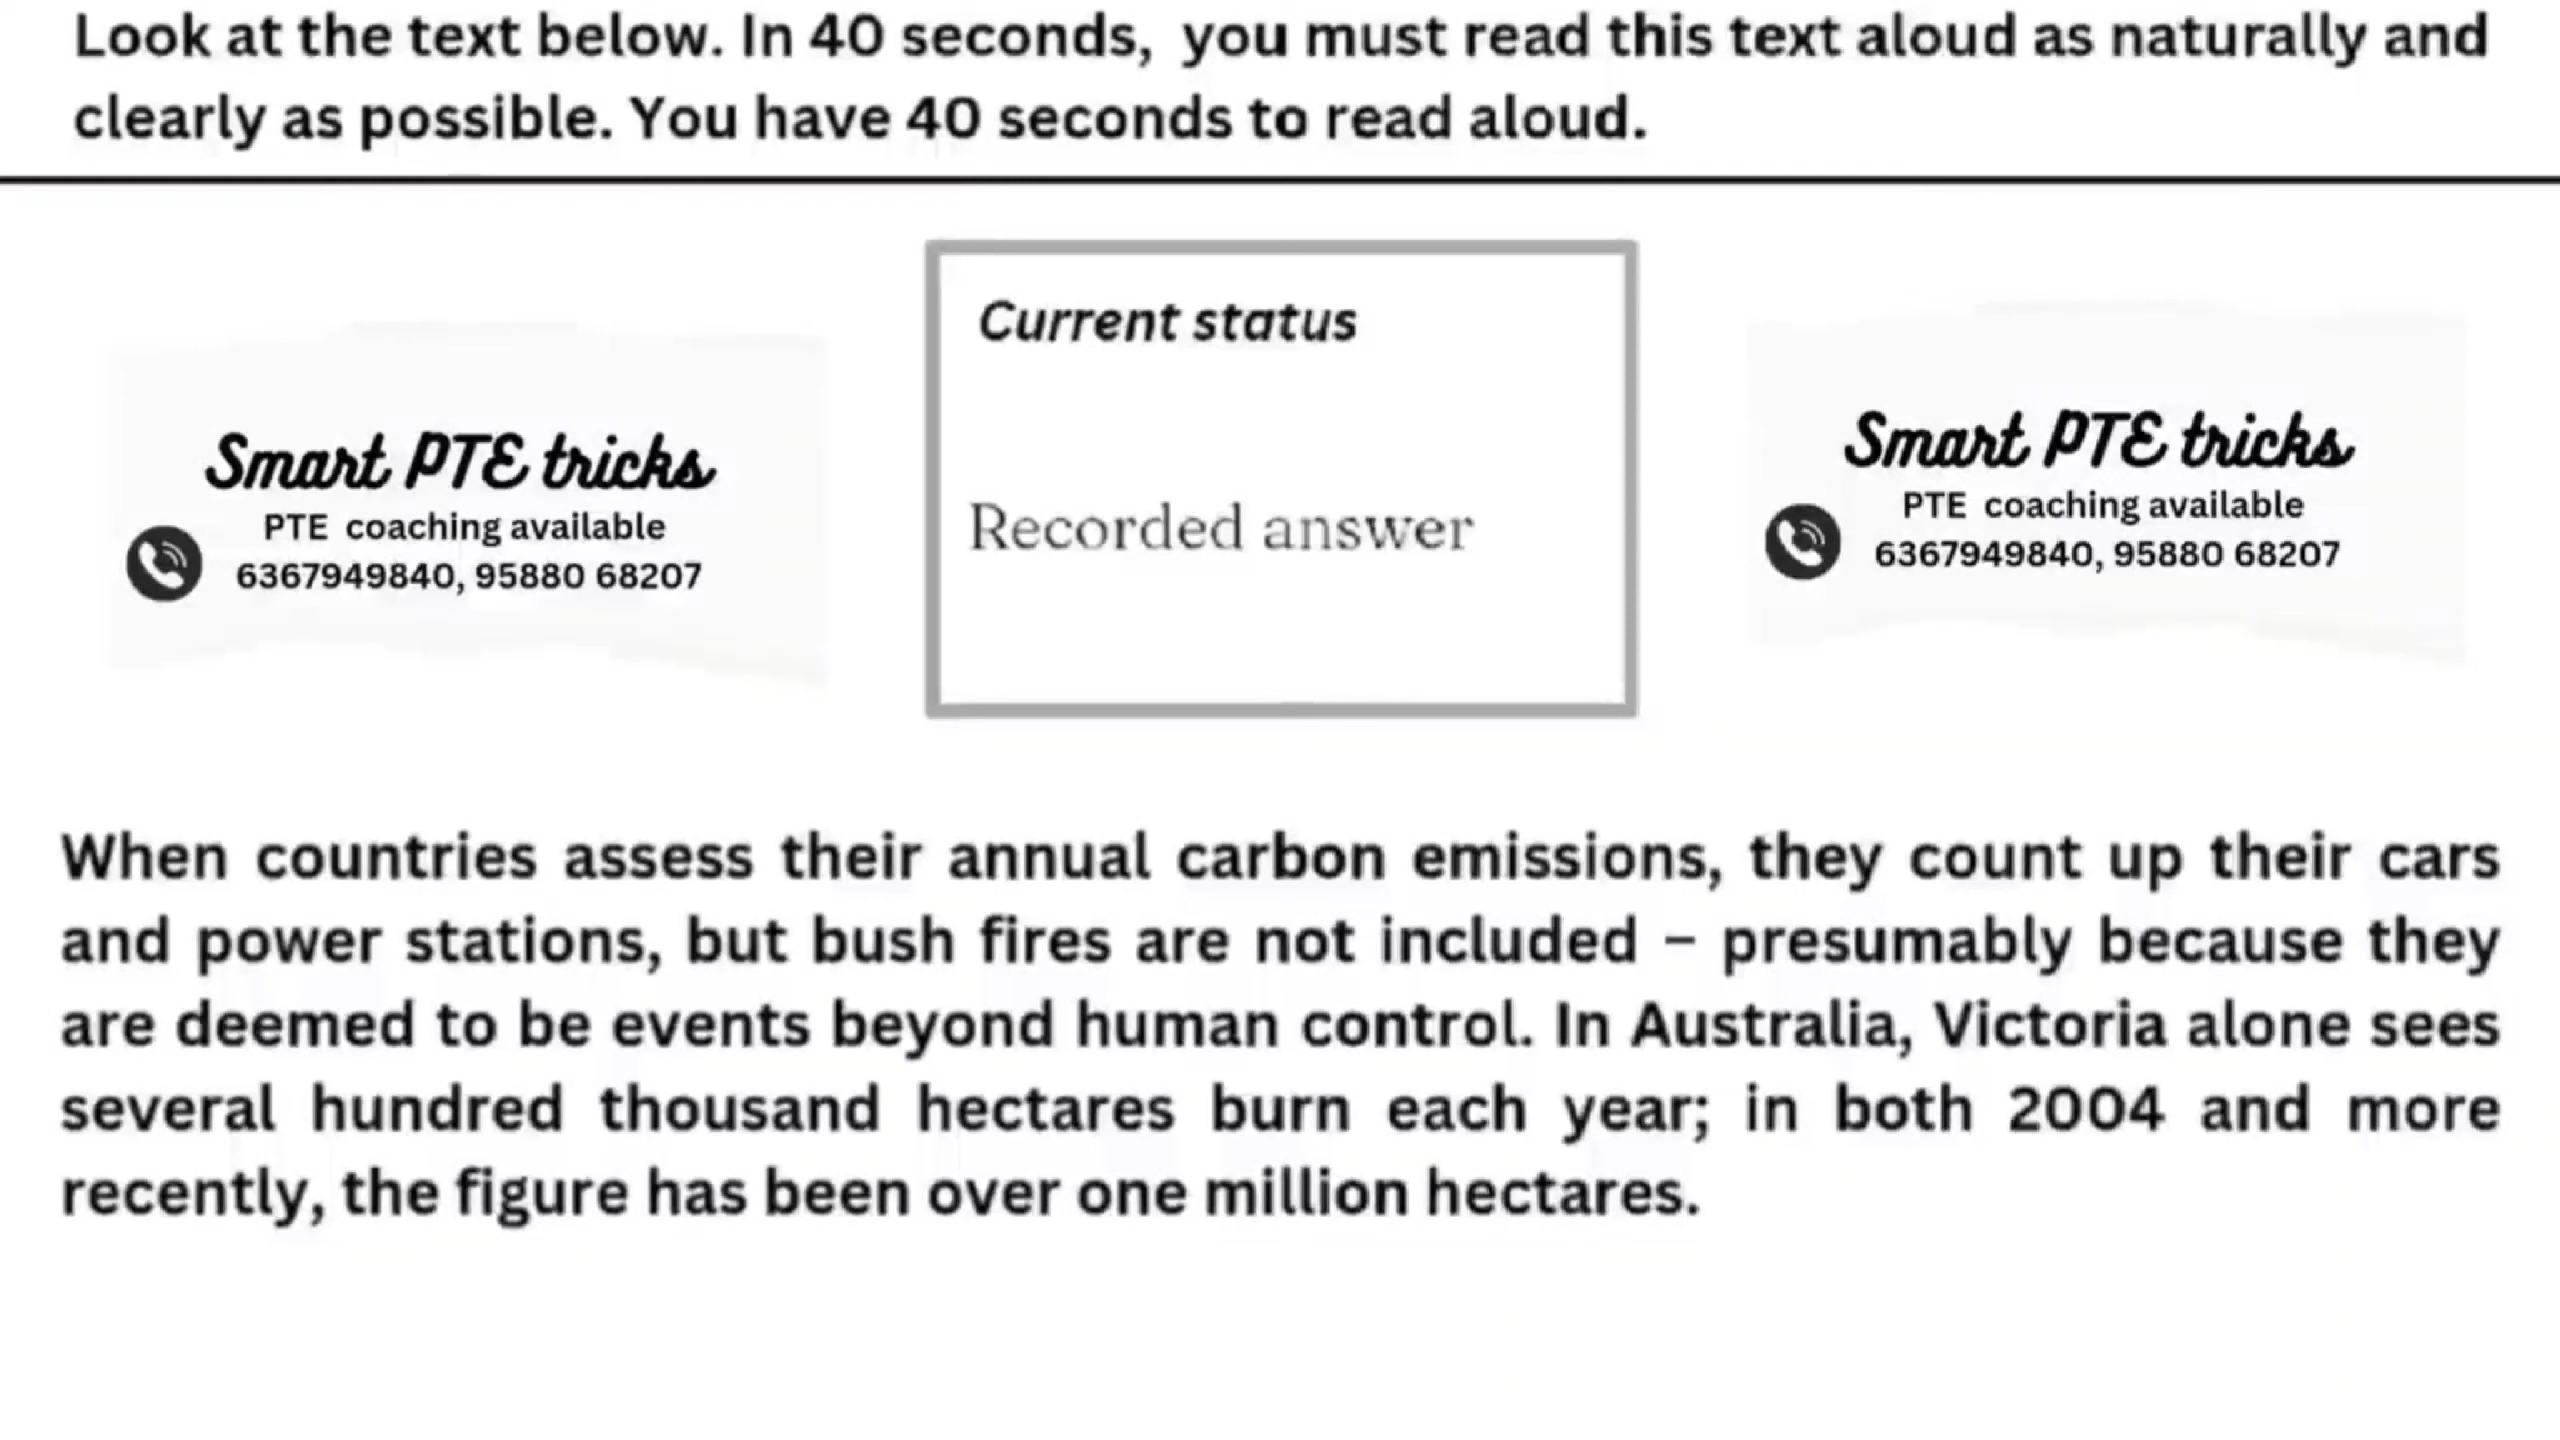 Look at the text below. In 40 seconds, you must read this text aloud as naturally and
clearly as possible. You have 40 seconds to read aloud.
Current status
Recorded answer
Smart PTE tricks
PTE coaching available
6367949840, 95880 68207
Smart PTE tricks
PTE coaching available
6367949840, 95880 68207
When countries assess their annual carbon emissions, they count up their cars
and power stations, but bush fires are not included – presumably because they
are deemed to be events beyond human control. In Australia, Victoria alone sees
several hundred thousand hectares burn each year; in both 2004 and more
recently, the figure has been over one million hectares.